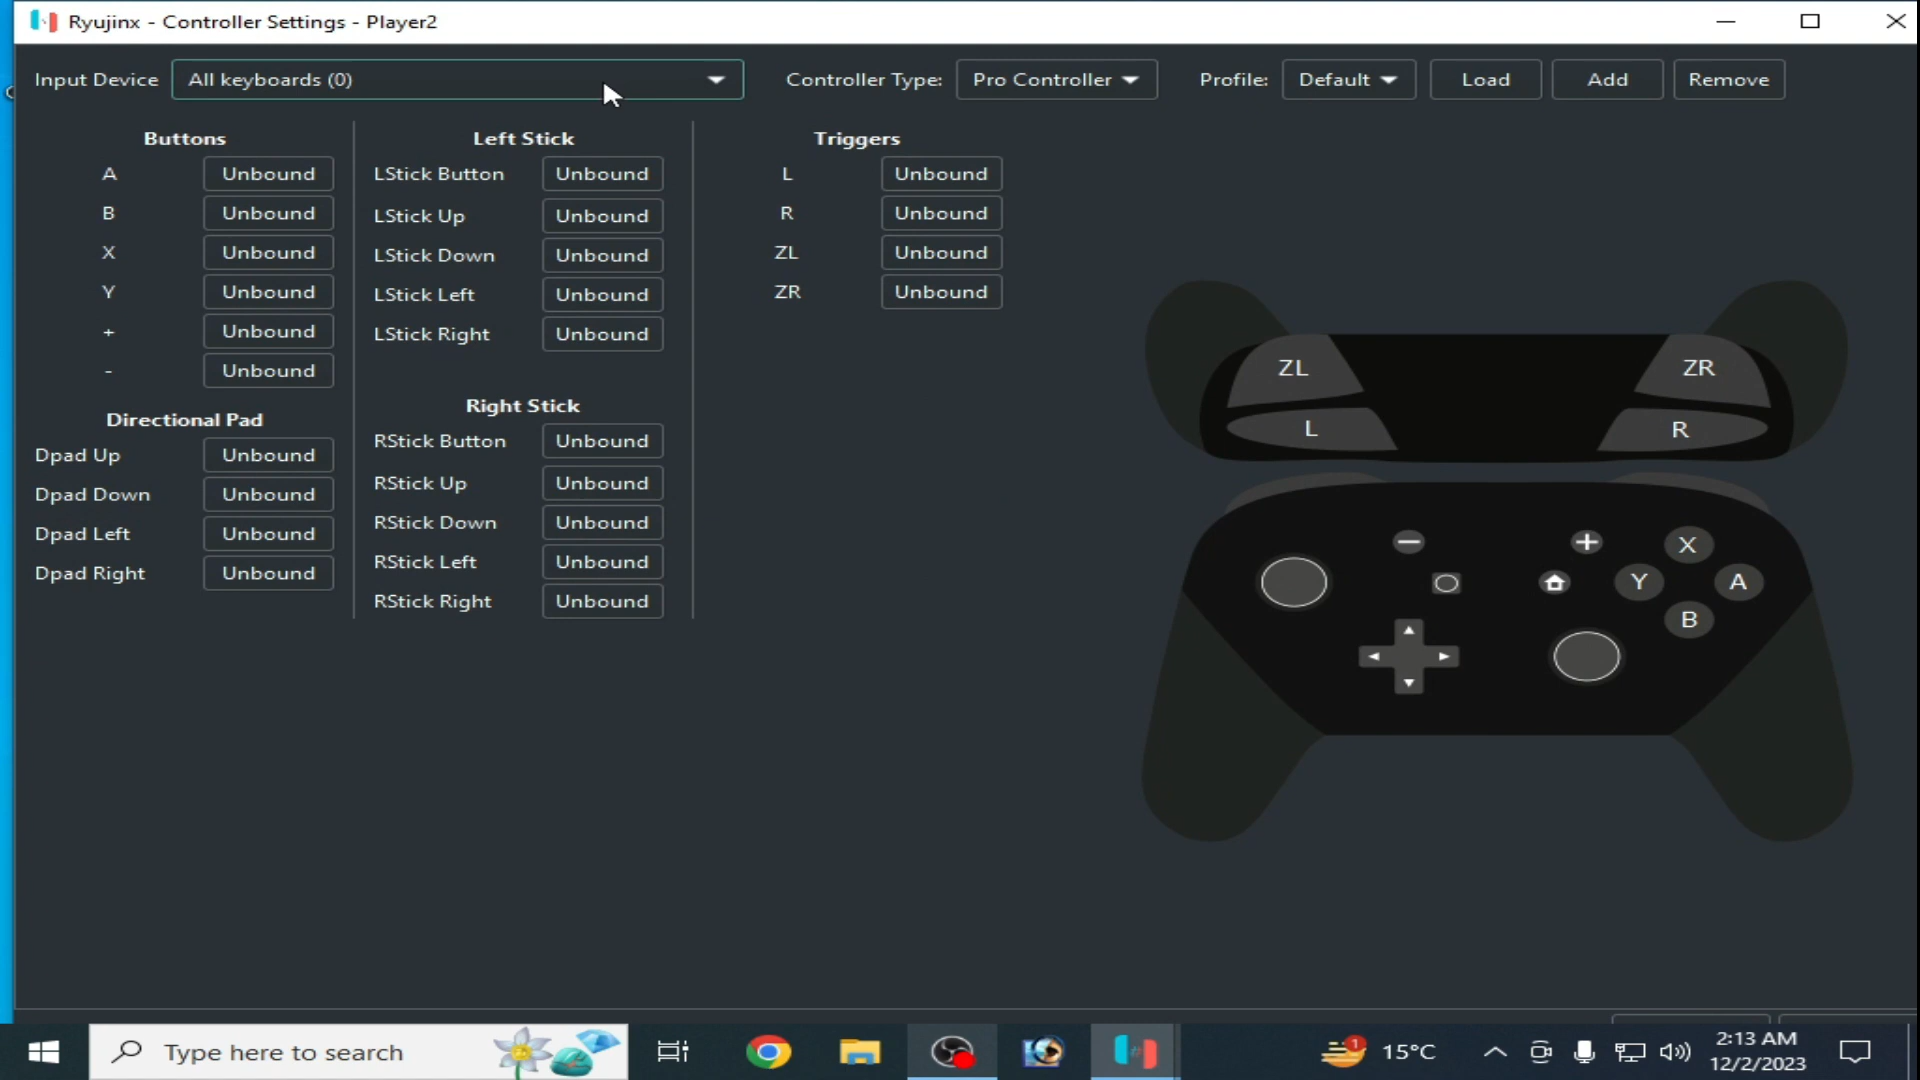 Ryujinx - Controller Settings - Player2
Input Device All keyboards (0) Controller Type: Pro Controller Profile: Default Load Add Remove
Buttons
A Unbound
B Unbound
X Unbound
Y Unbound
+ Unbound
- Unbound
Directional Pad
Dpad Up Unbound
Dpad Down Unbound
Dpad Left Unbound
Dpad Right Unbound
Left Stick
LStick Button Unbound
LStick Up Unbound
LStick Down Unbound
LStick Left Unbound
LStick Right Unbound
Right Stick
RStick Button Unbound
RStick Up Unbound
RStick Down Unbound
RStick Left Unbound
RStick Right Unbound
Triggers
L Unbound
R Unbound
ZL Unbound
ZR Unbound
ZL ZR
L R
X
Y A
B
Type here to search
1
15°C
2:13 AM
12/2/2023